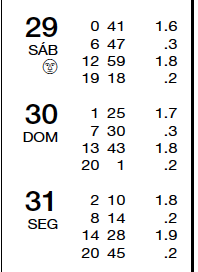 29 0 41 1.6
SÁB 6 47 .3
12 59 1.8
19 18 .2
30 1 25 1.7
DOM 7 30 .3
13 43 1.8
20 1 .2
31 2 10 1.8
SEG 8 14 .2
14 28 1.9
20 45 .2